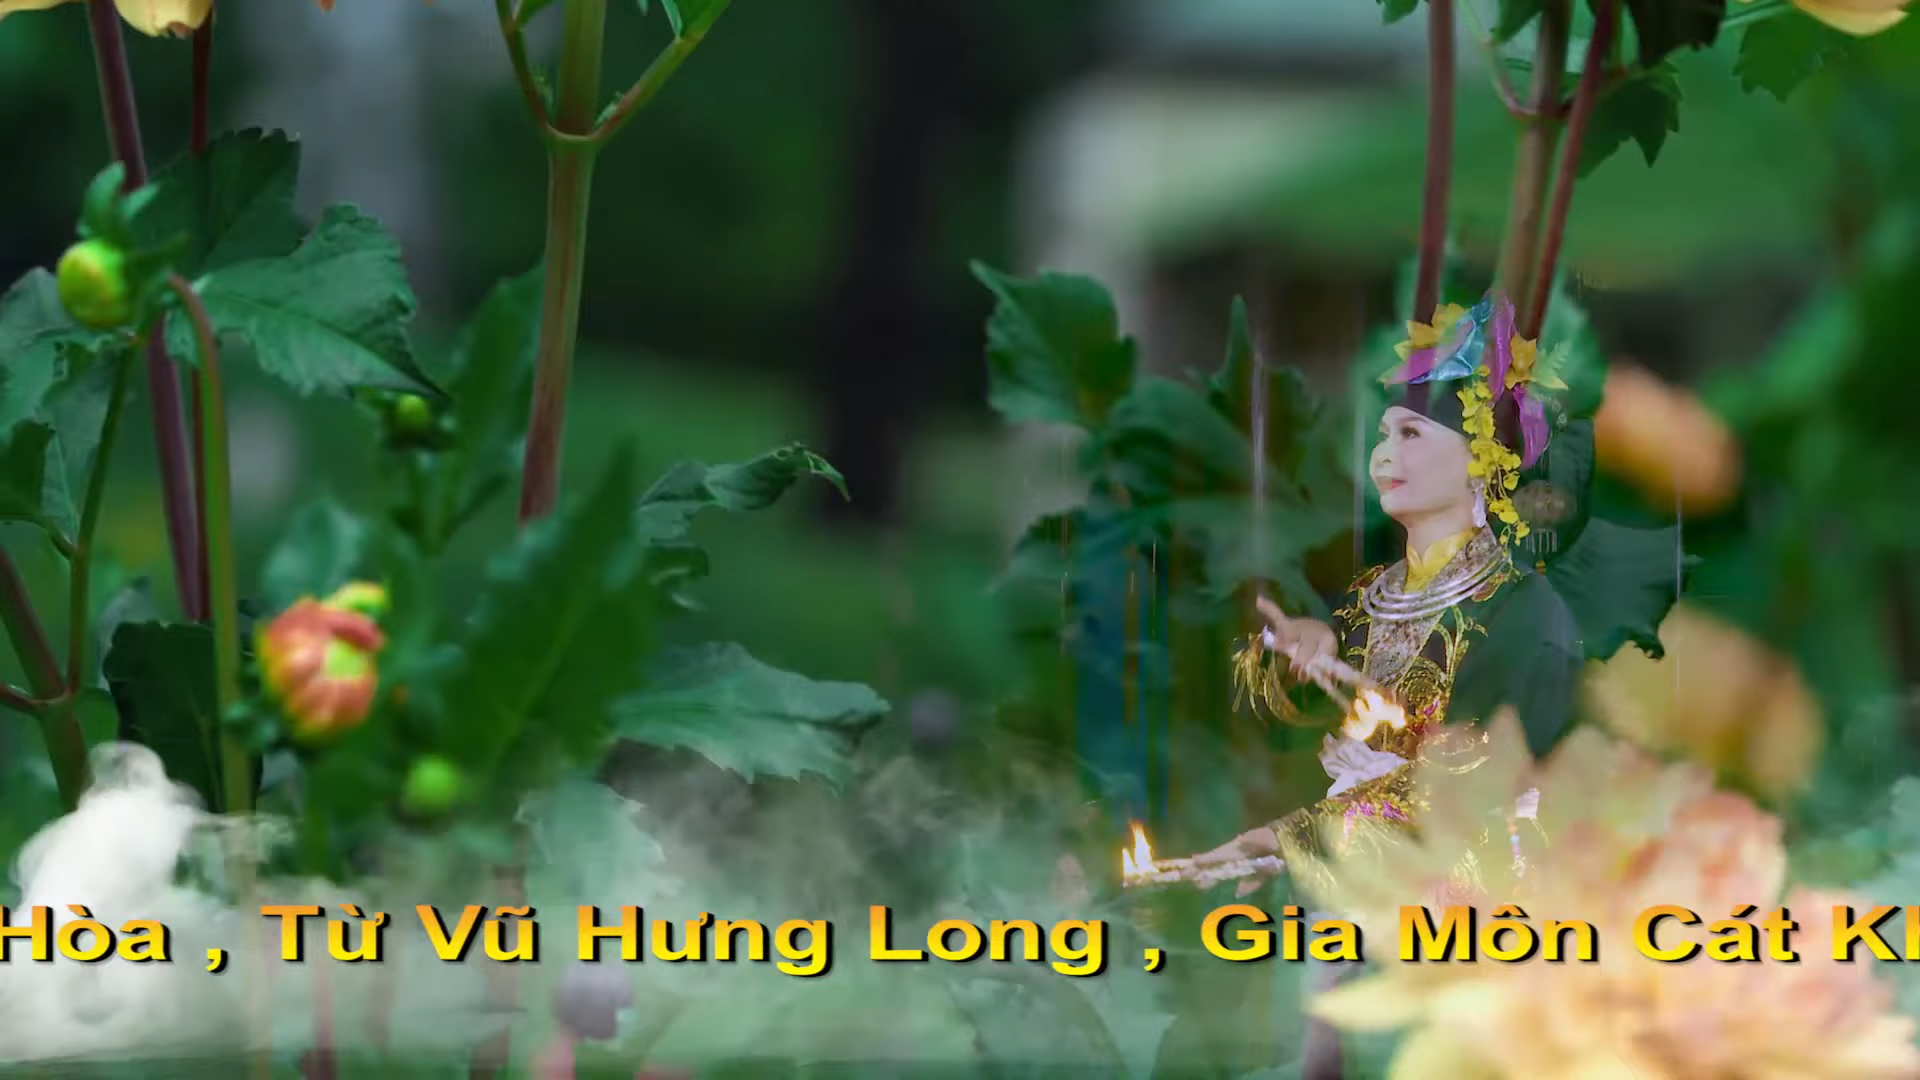 Hòa , Từ Vũ Hưng Long , Gia Môn Cát